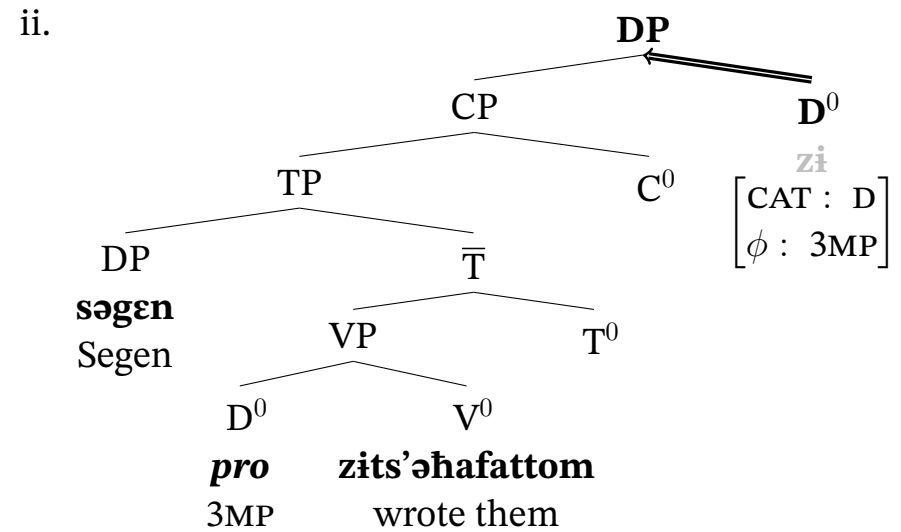 ii.
DP
CP
D⁰
zɨ
TP
C⁰
[CAT : D
ϕ : 3MP]
DP
T̅
səgɛn
Segen
VP
T⁰
D⁰ V⁰
pro zɨts'əħafattom
3MP wrote them